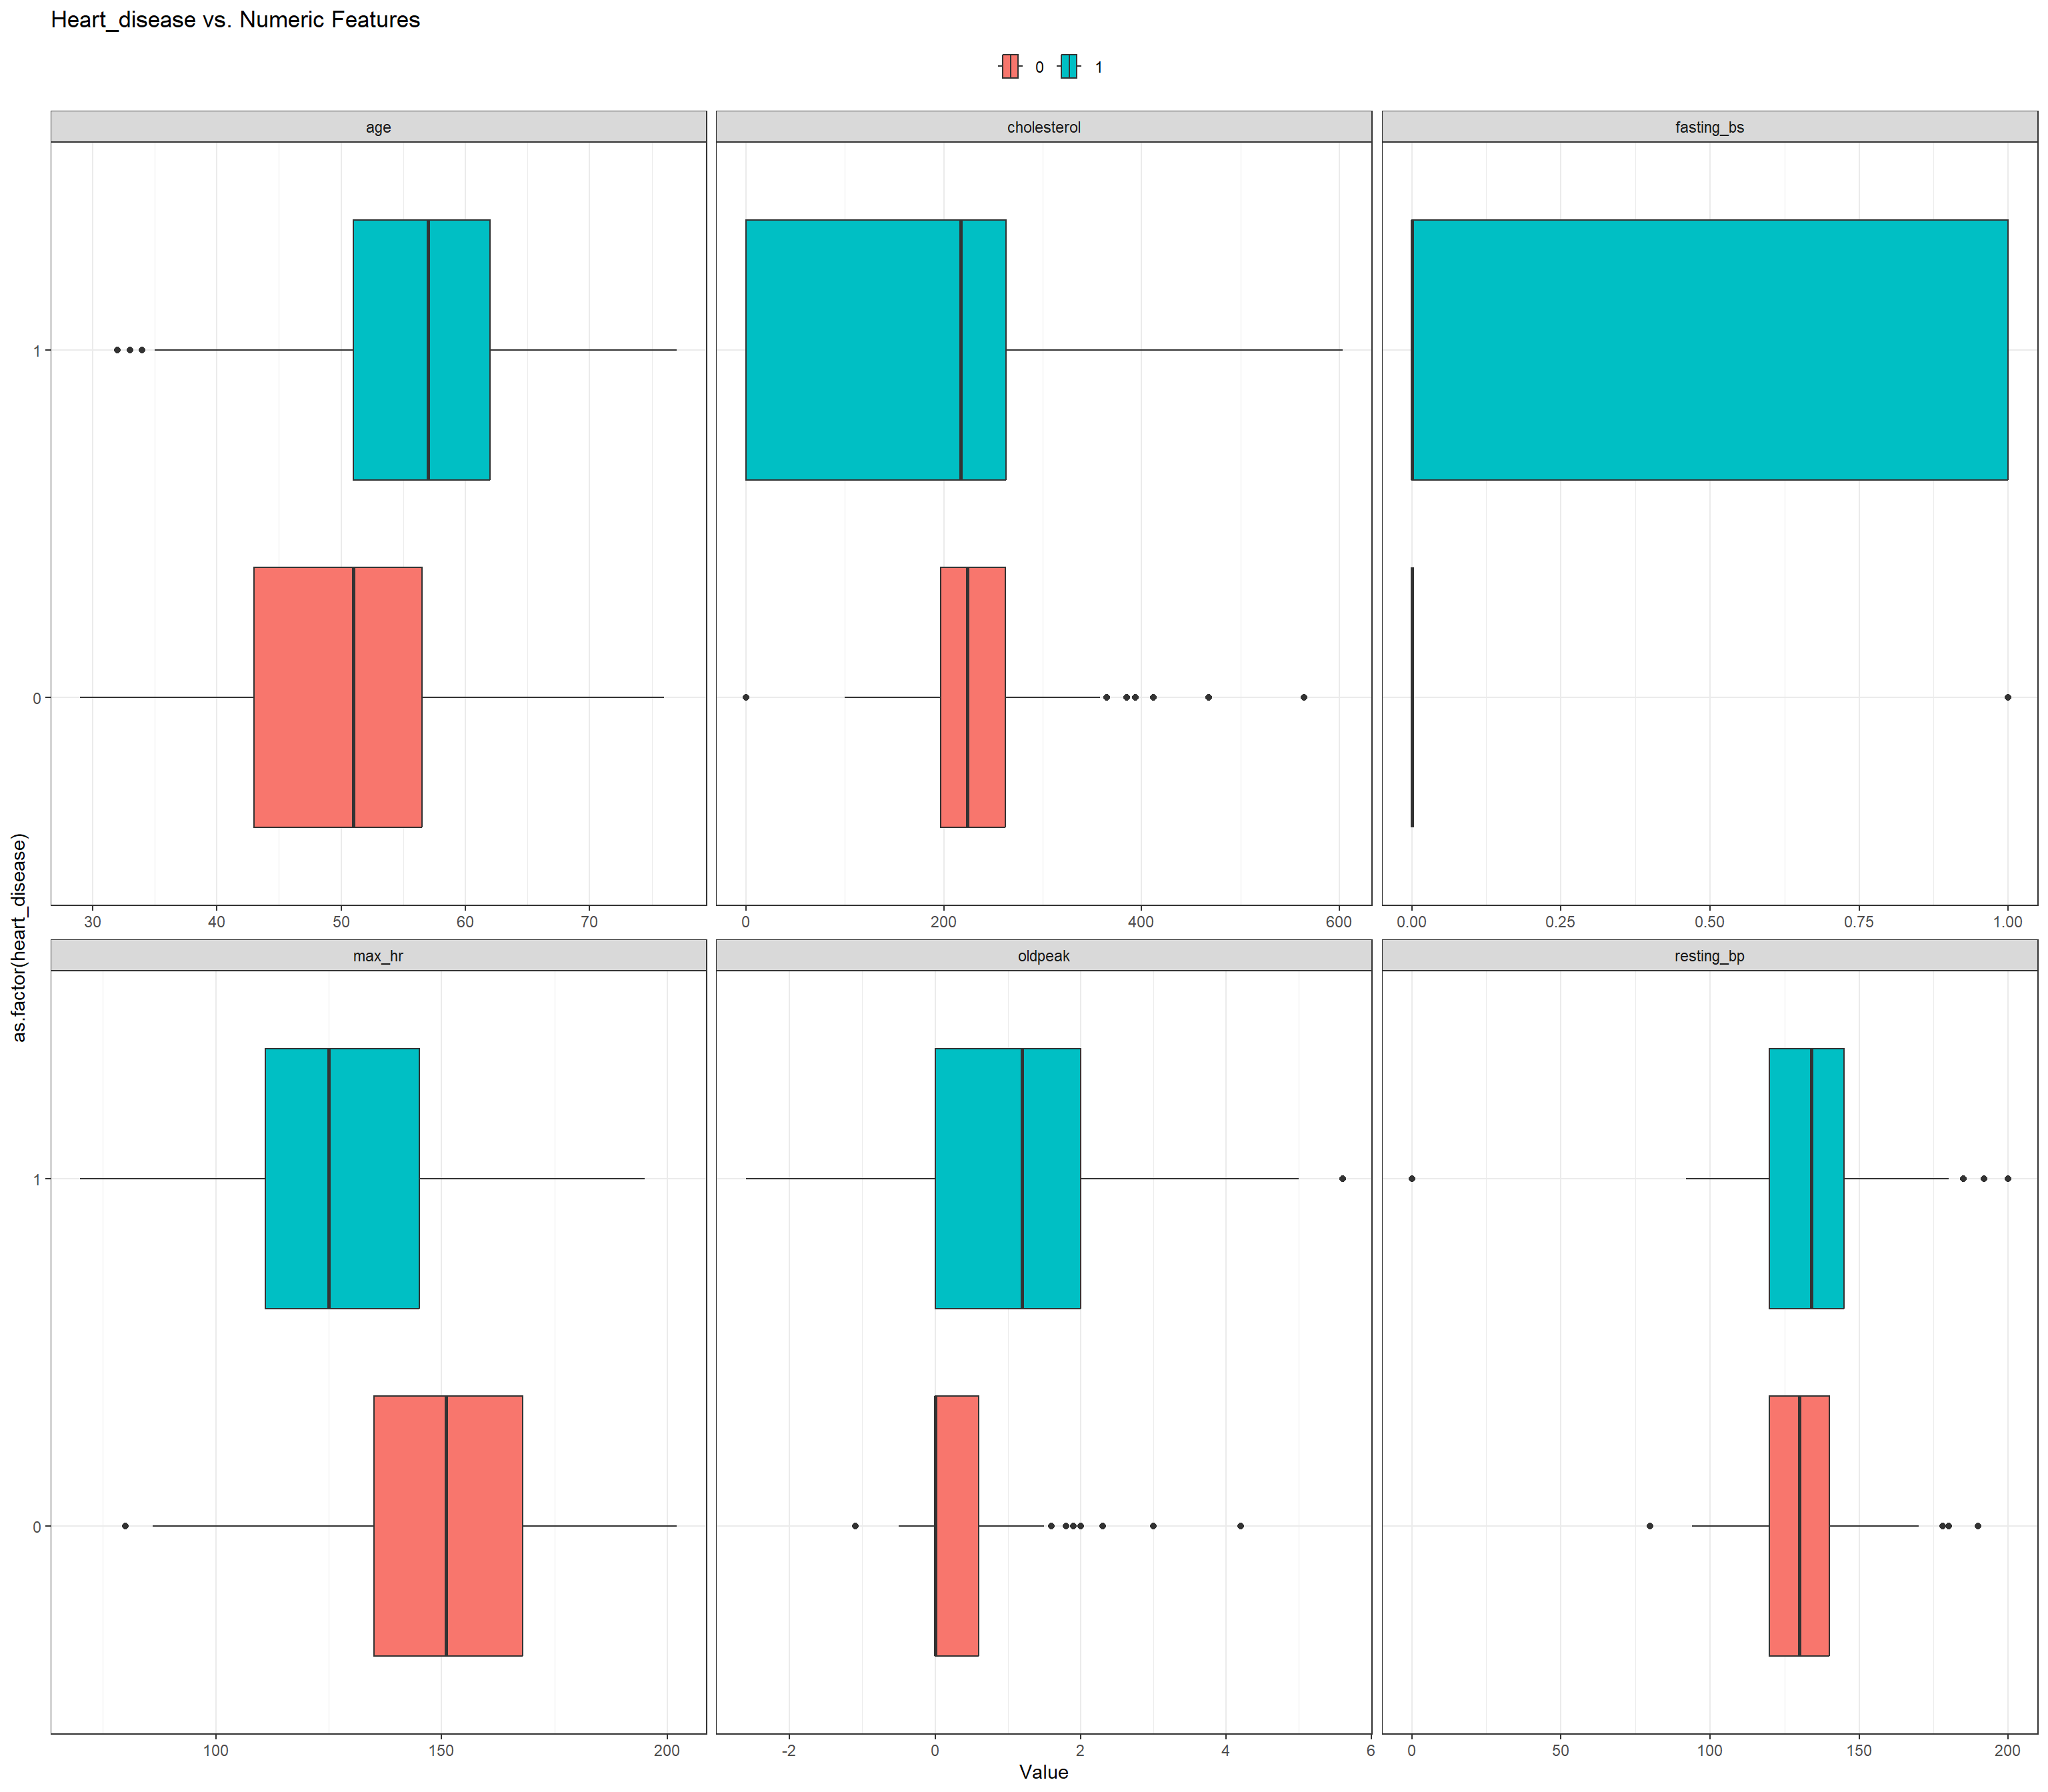 Heart_disease vs. Numeric Features
0 1
age cholesterol fasting_bs
1
0
30 40 50 60 70 0 200 400 600 0.00 0.25 0.50 0.75 1.00
as.factor(heart_disease)
max_hr oldpeak resting_bp
1
0
100 150 200 -2 0 2 4 6 0 50 100 150 200
Value